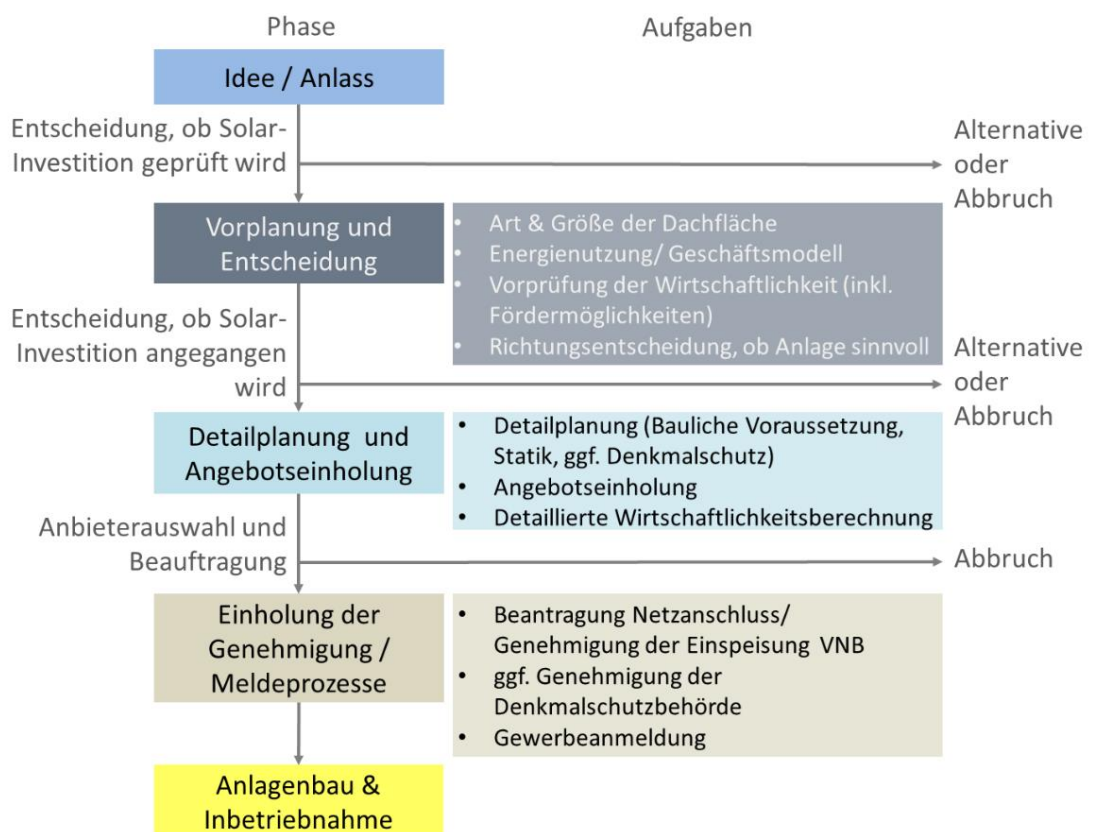 Phase
Aufgaben
Idee / Anlass
Entscheidung, ob Solar-
Investition geprüft wird
Alternative
oder
Abbruch
Vorplanung und
Entscheidung
• Art & Größe der Dachfläche
• Energienutzung/ Geschäftsmodell
• Vorprüfung der Wirtschaftlichkeit (inkl.
Fördermöglichkeiten)
• Richtungsentscheidung, ob Anlage sinnvoll
Entscheidung, ob Solar-
Investition angegangen
wird
Alternative
oder
Abbruch
Detailplanung und
Angebotseinholung
• Detailplanung (Bauliche Voraussetzung,
Statik, ggf. Denkmalschutz)
• Angebotseinholung
• Detaillierte Wirtschaftlichkeitsberechnung
Anbieterauswahl und
Beauftragung
Abbruch
Einholung der
Genehmigung /
Meldeprozesse
• Beantragung Netzanschluss/
Genehmigung der Einspeisung VNB
• ggf. Genehmigung der
Denkmalschutzbehörde
• Gewerbeanmeldung
Anlagenbau &
Inbetriebnahme